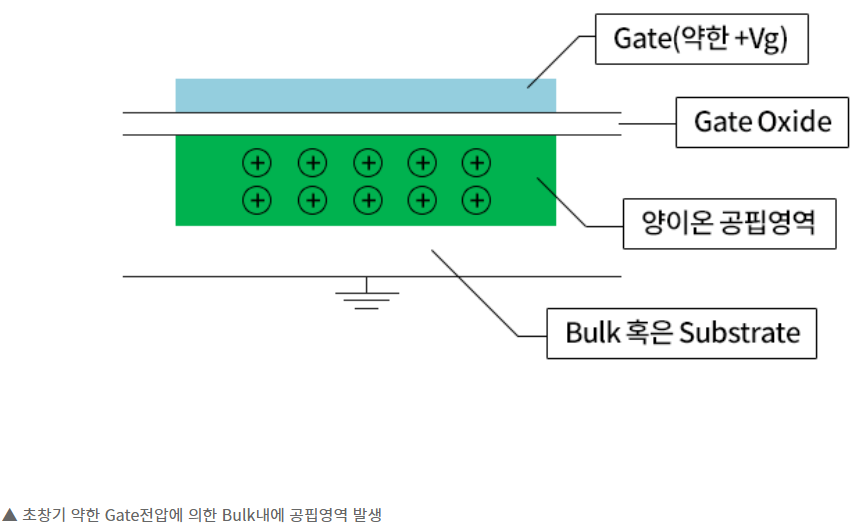 Gate(약한 +Vg)
Gate Oxide
양이온 공핍영역
Bulk 혹은 Substrate
▲ 초창기 약한 Gate전압에 의한 Bulk내에 공핍영역 발생